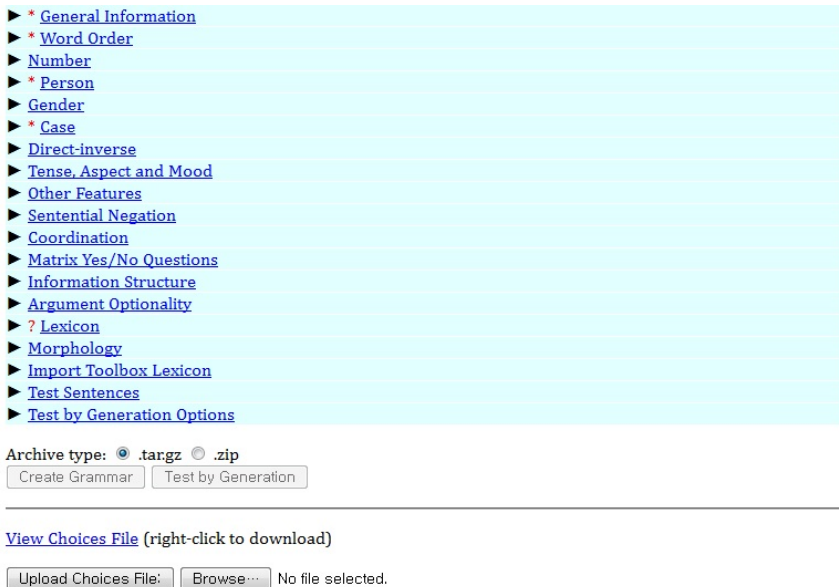 ► * General Information
► * Word Order
► Number
► * Person
► Gender
► * Case
► Direct-inverse
► Tense, Aspect and Mood
► Other Features
► Sentential Negation
► Coordination
► Matrix Yes/No Questions
► Information Structure
► Argument Optionality
► ? Lexicon
► Morphology
► Import Toolbox Lexicon
► Test Sentences
► Test by Generation Options
Archive type: .tar.gz .zip
Create Grammar Test by Generation
View Choices File (right-click to download)
Upload Choices File: Browse… No file selected.